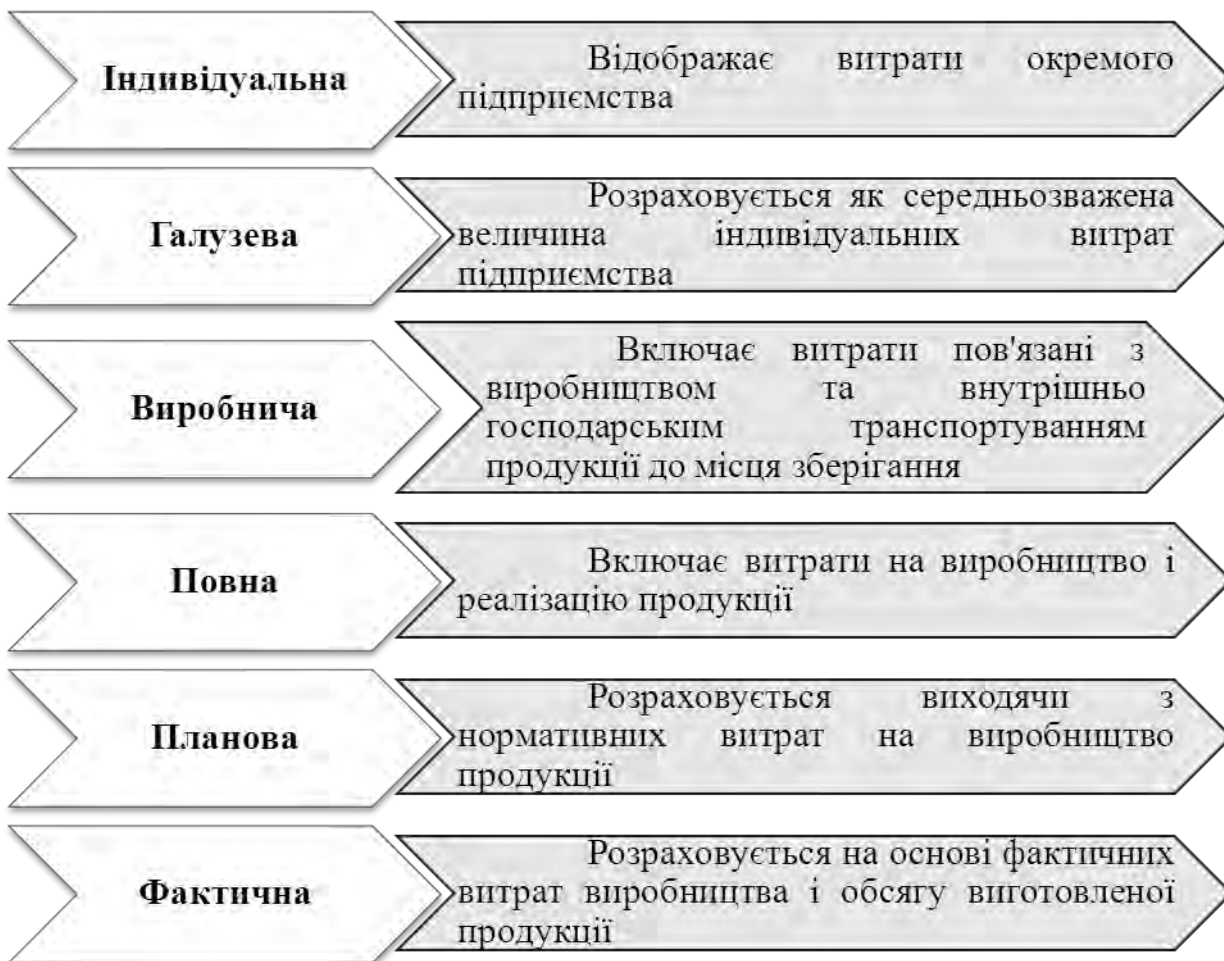 Індивідуальна
Відображає витрати окремого
підприємства
Галузева
Розраховується як середньозважена
величина індивідуальних витрат
підприємства
Виробнича
Включає витрати пов'язані з
виробництвом та внутрішньо
господарським транспортуванням
продукції до місця зберігання
Повна
Включає витрати на виробництво і
реалізацію продукції
Планова
Розраховується виходячи з
нормативних витрат на виробництво
продукції
Фактична
Розраховується на основі фактичних
витрат виробництва і обсягу виготовленої
продукції